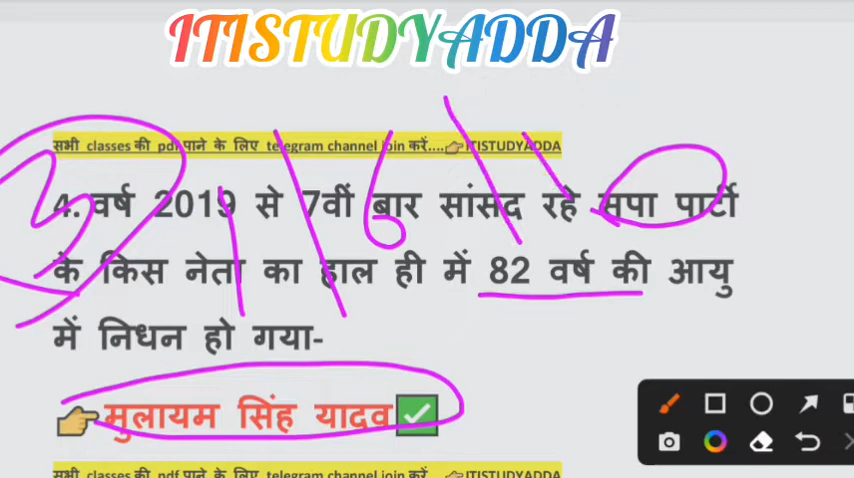 ITISTUDYADDA
सभी classes की pdf पाने के लिए telegram channel join करें....👉ITISTUDYADDA
4. वर्ष 2019 से 7वीं बार सांसद रहे सपा पार्टी
के किस नेता का हाल ही में 82 वर्ष की आयु
में निधन हो गया-
👉मुलायम सिंह यादव✅
सभी classes की pdf पाने के लिए telegram channel join करें....👉ITISTUDYADDA